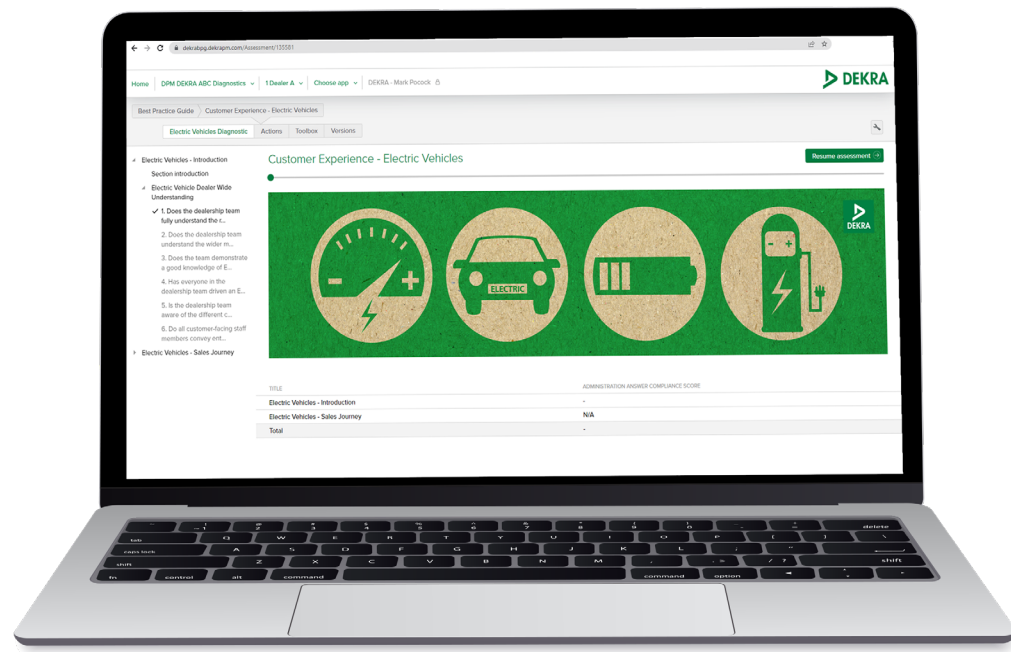 dekrabpg.dekrapm.com/Assessment/135581
Home DPM DEKRA ABC Diagnostics 1 Dealer A Choose app DEKRA - Mark Pocock
DEKRA
Best Practice Guide Customer Experience - Electric Vehicles
Electric Vehicles Diagnostic Actions Toolbox Versions
Electric Vehicles - Introduction
Section introduction
Electric Vehicle Dealer Wide
Understanding
1. Does the dealership team
fully understand the r...
2. Does the dealership team
understand the wider m...
3. Does the team demonstrate
a good knowledge of E...
4. Has everyone in the
dealership team driven an E...
5. Is the dealership team
aware of the different c...
6. Do all customer-facing staff
members convey ent...
Electric Vehicles - Sales Journey
Customer Experience - Electric Vehicles
Resume assessment
DEKRA
- +
ELECTRIC
- +
TITLE ADMINISTRATION ANSWER COMPLIANCE SCORE
Electric Vehicles - Introduction -
Electric Vehicles - Sales Journey N/A
Total -
delete
tab Q W E R T Y U I O P
caps lock A S D F G H J K L
shift Z X C V B N M shift
fn control alt command command option